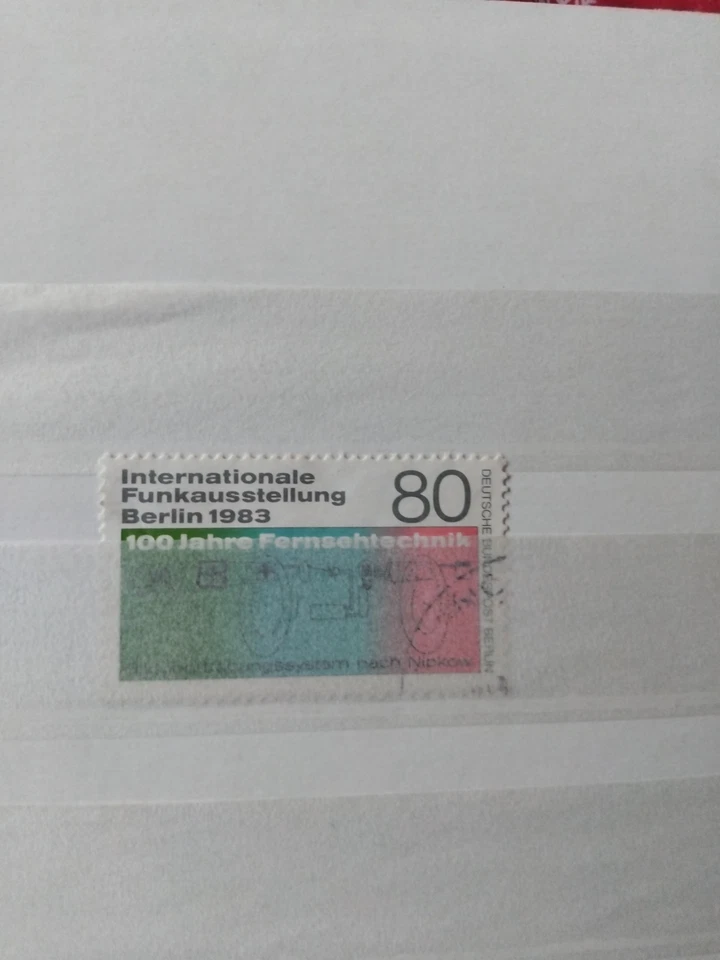 Internationale
Funkausstellung
Berlin 1983
80
100 Jahre Fernsehtechnik
nach Nipkow
DEUTSCHE BUNDESPOST BERLIN